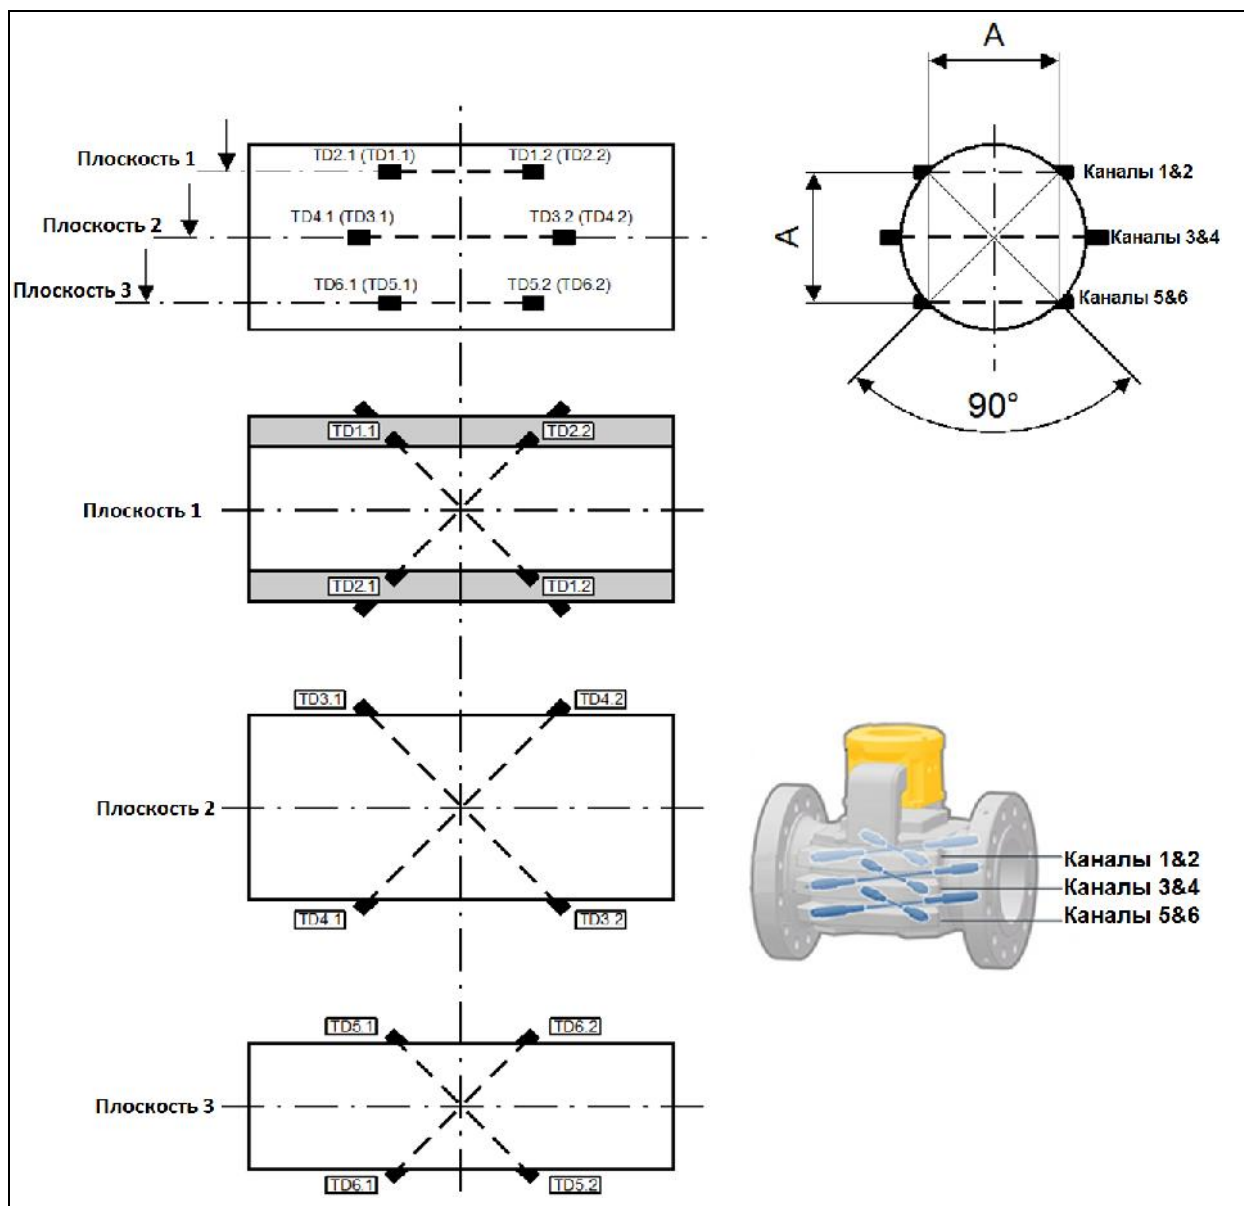 A
Плоскость 1
TD2.1 (TD1.1)
TD1.2 (TD2.2)
Каналы 1&2
Плоскость 2
TD4.1 (TD3.1)
TD3.2 (TD4.2)
A
Каналы 3&4
Плоскость 3
TD6.1 (TD5.1)
TD5.2 (TD6.2)
Каналы 5&6
90°
TD1.1
TD2.2
Плоскость 1
TD2.1
TD1.2
TD3.1
TD4.2
Плоскость 2
TD4.1
TD3.2
Каналы 1&2
Каналы 3&4
Каналы 5&6
TD5.1
TD6.2
Плоскость 3
TD6.1
TD5.2